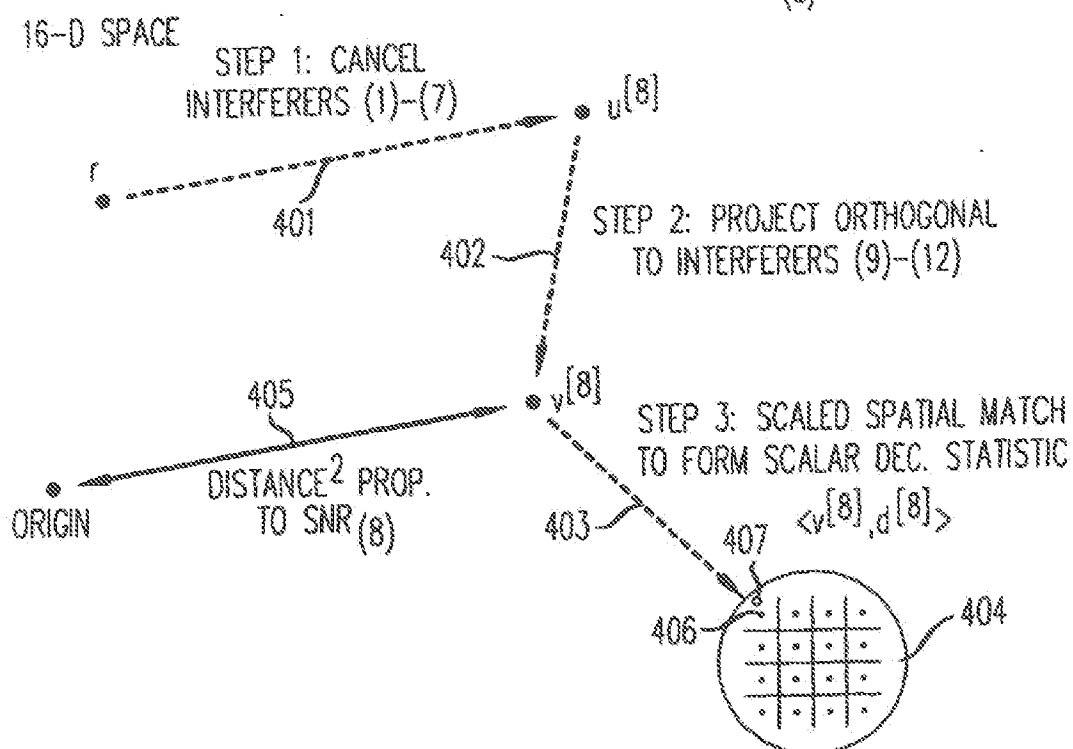 (8)
16-D SPACE
STEP 1: CANCEL
INTERFERERS (1)-(7)
u[8]
r
401
STEP 2: PROJECT ORTHOGONAL
TO INTERFERERS (9)-(12)
402
405
v[8]
STEP 3: SCALED SPATIAL MATCH
TO FORM SCALAR DEC. STATISTIC
<v[8],d[8]>
DISTANCE2 PROP.
TO SNR(8)
ORIGIN
403
407
406
404